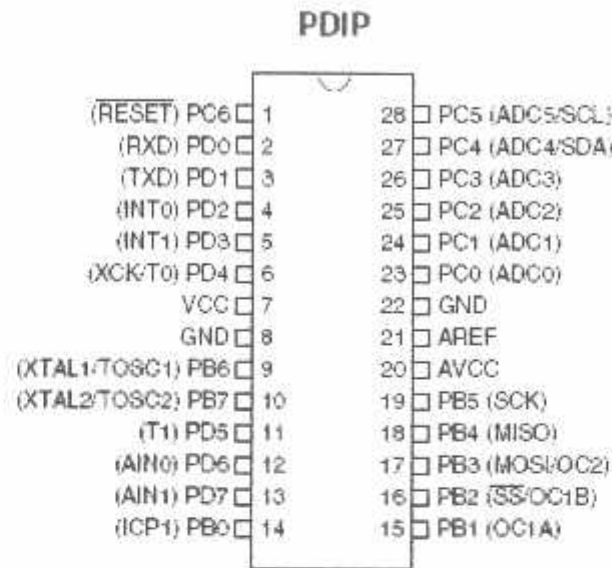 PDIP
(RESET) PC6 1 28 PC5 (ADC5/SCL)
(RXD) PD0 2 27 PC4 (ADC4/SDA)
(TXD) PD1 3 26 PC3 (ADC3)
(INT0) PD2 4 25 PC2 (ADC2)
(INT1) PD3 5 24 PC1 (ADC1)
(XCK/T0) PD4 6 23 PC0 (ADC0)
VCC 7 22 GND
GND 8 21 AREF
(XTAL1/TOSC1) PB6 9 20 AVCC
(XTAL2/TOSC2) PB7 10 19 PB5 (SCK)
(T1) PD5 11 18 PB4 (MISO)
(AIN0) PD6 12 17 PB3 (MOSI/OC2)
(AIN1) PD7 13 16 PB2 (SS/OC1B)
(ICP1) PB0 14 15 PB1 (OC1A)